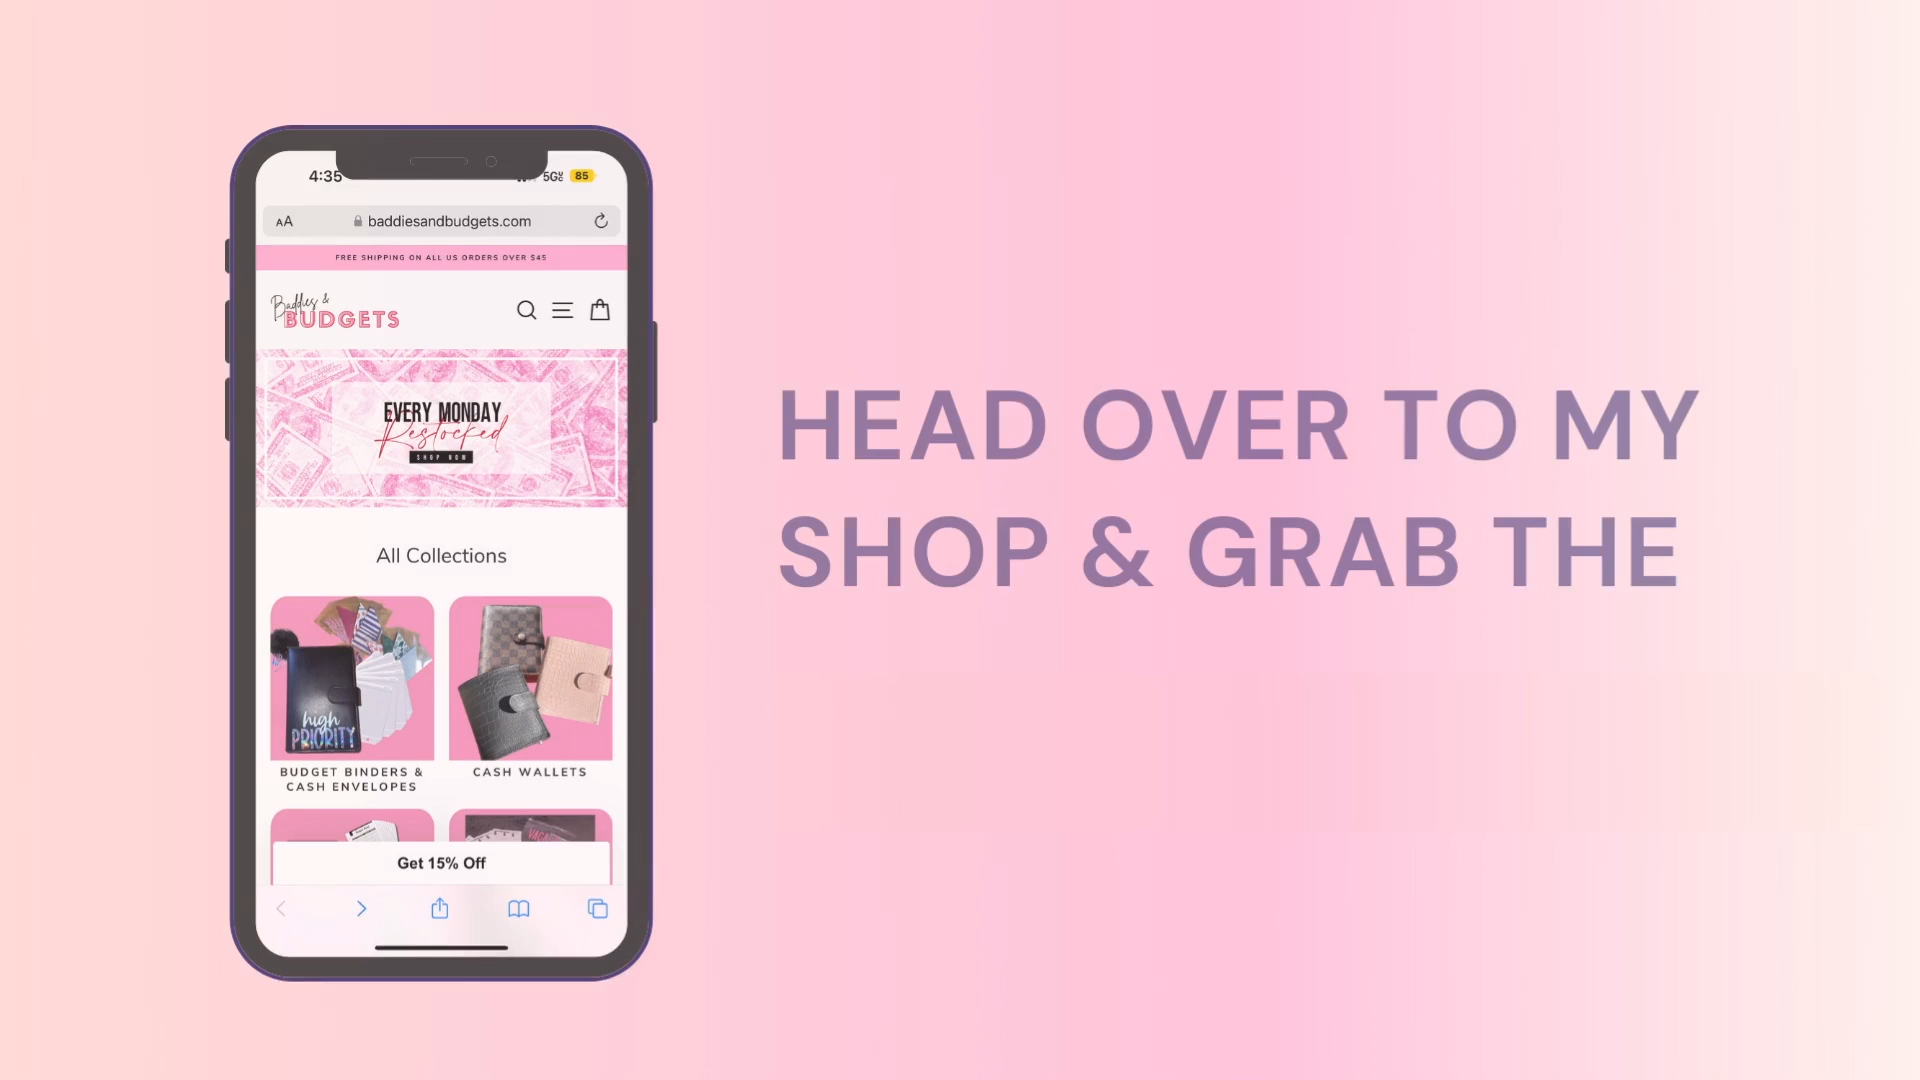 4:35
5G
85
AA
baddiesandbudgets.com
FREE SHIPPING ON ALL US ORDERS OVER $45
Baddies &
BUDGETS
EVERY MONDAY
Restocked
SHOP NOW
All Collections
high
PRIORITY
BUDGET BINDERS &
CASH ENVELOPES
CASH WALLETS
Get 15% Off
HEAD OVER TO MY
SHOP & GRAB THE